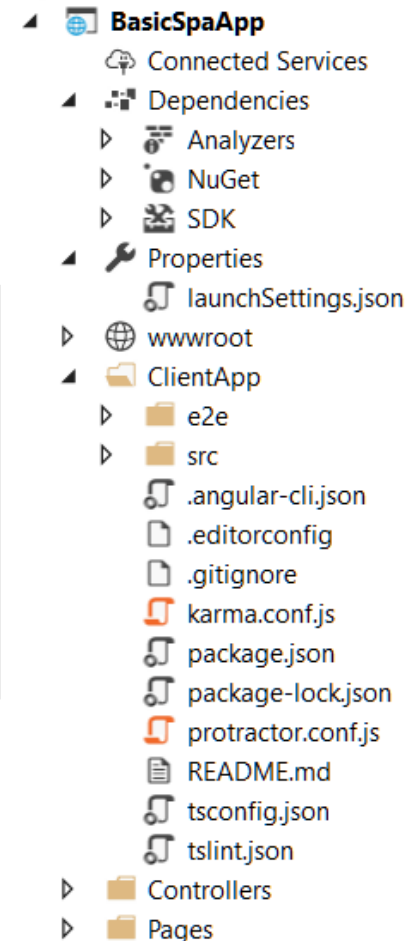 BasicSpaApp
Connected Services
Dependencies
Analyzers
NuGet
SDK
Properties
launchSettings.json
wwwroot
ClientApp
e2e
src
.angular-cli.json
.editorconfig
.gitignore
karma.conf.js
package.json
package-lock.json
protractor.conf.js
README.md
tsconfig.json
tslint.json
Controllers
Pages